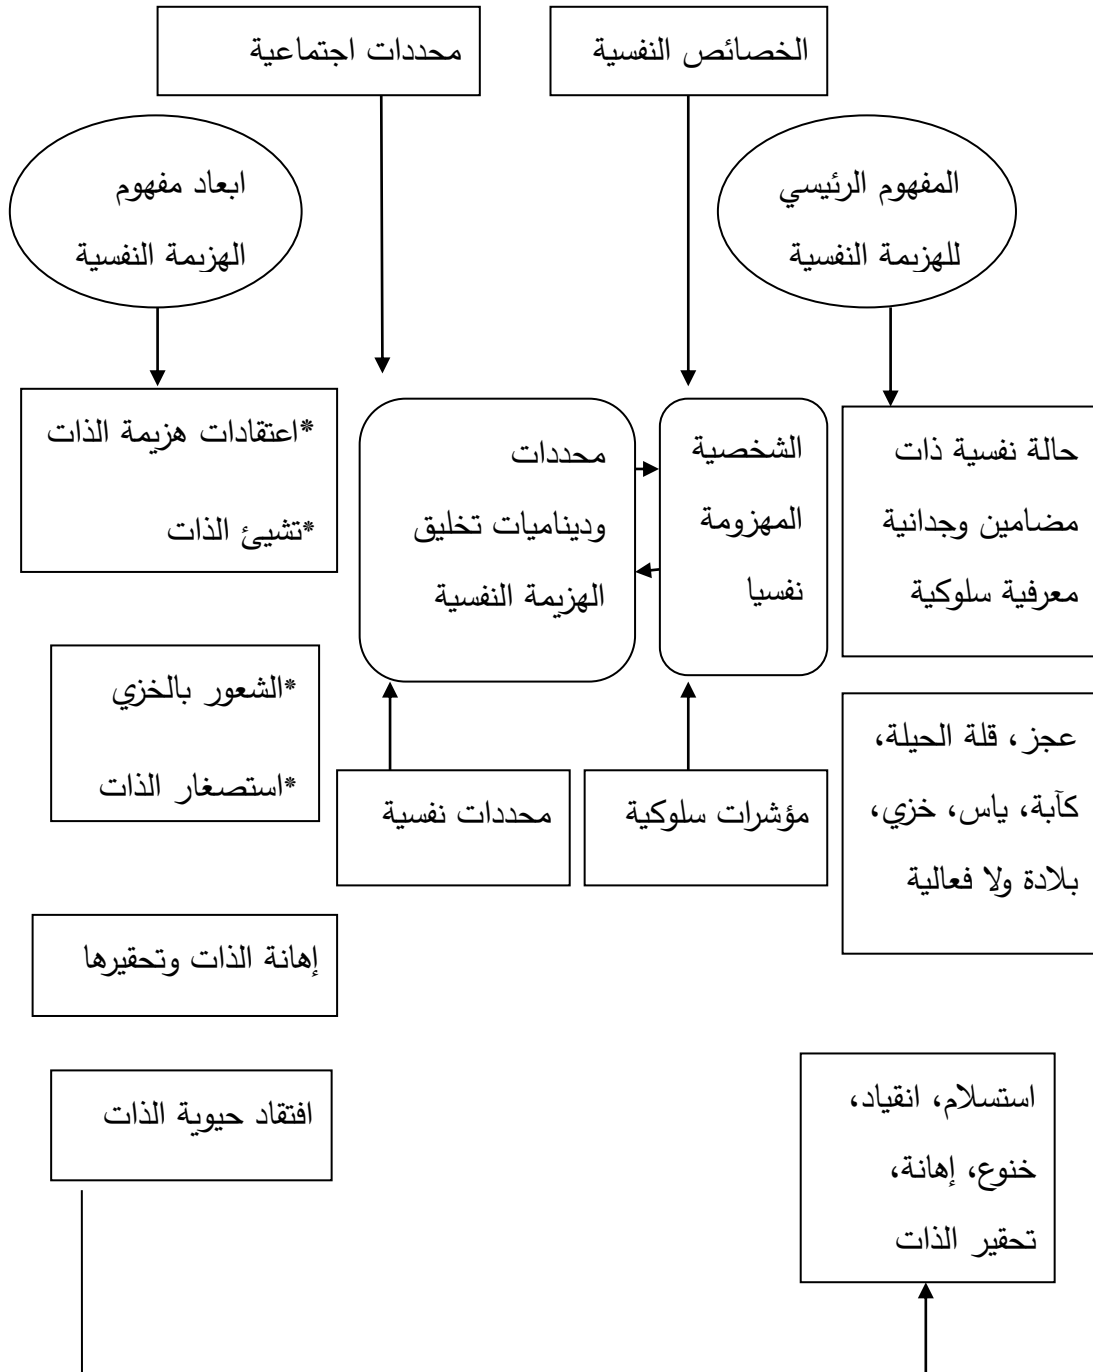 الخصائص النفسية
محددات اجتماعية
المفهوم الرئيسي
للهزيمة النفسية
ابعاد مفهوم
الهزيمة النفسية
حالة نفسية ذات
مضامين وجدانية
معرفية سلوكية
الشخصية
المهزومة
نفسيا
محددات
وديناميات تخليق
الهزيمة النفسية
*اعتقادات هزيمة الذات
*تشيئ الذات
عجز، قلة الحيلة،
كآبة، ياس، خزي،
بلادة ولا فعالية
مؤشرات سلوكية
محددات نفسية
*الشعور بالخزي
*استصغار الذات
إهانة الذات وتحقيرها
استسلام، انقياد،
خنوع، إهانة،
تحقير الذات
افتقاد حيوية الذات